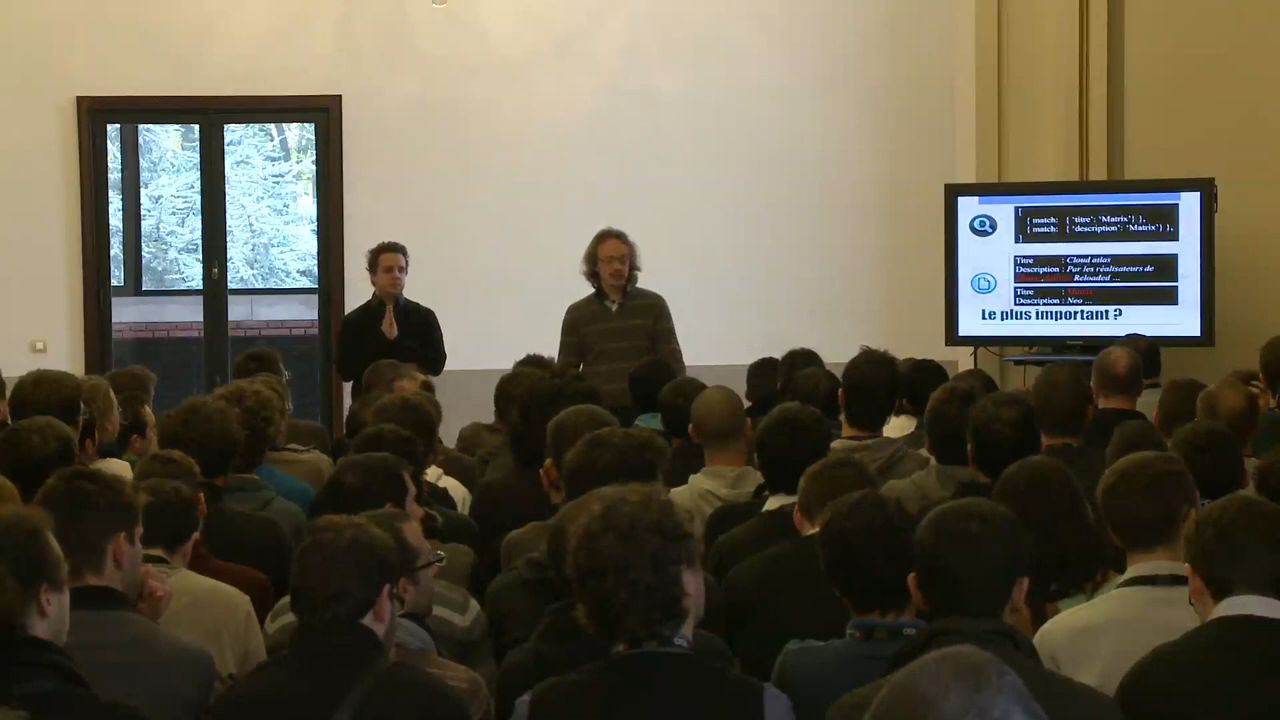 [
{ match: { 'titre': 'Matrix'} },
{ match: { 'description': 'Matrix'} },
]
Titre : Cloud atlas
Description : Par les réalisateurs de
Reloaded ...
Titre : Matrix
Description : Neo ...
Le plus important ?